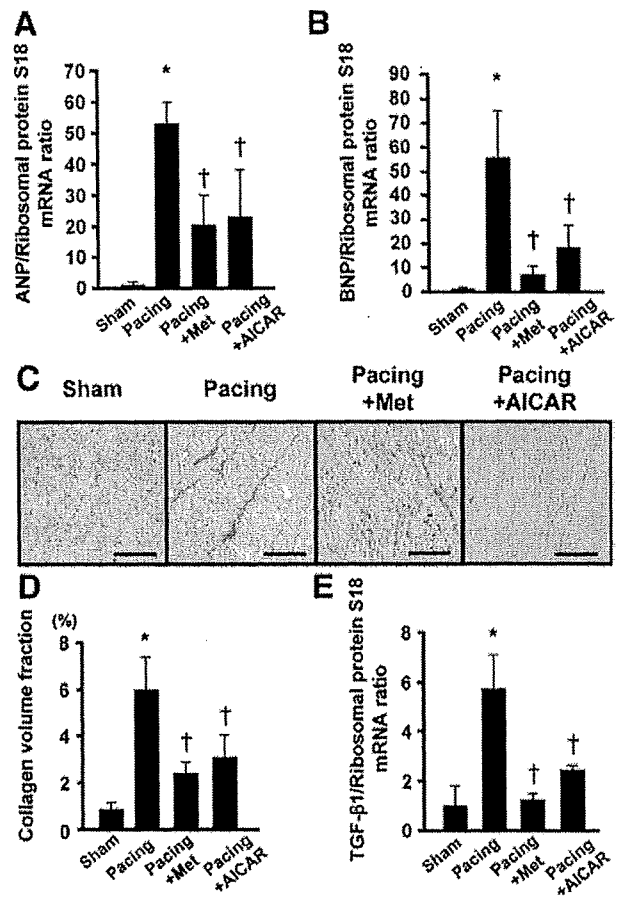 A
ANP/Ribosomal protein S18
mRNA ratio
70
60
50
40
30
20
10
0
*
†
†
Sham
Pacing
Pacing
+Met
Pacing
+AICAR
B
BNP/Ribosomal protein S18
mRNA ratio
90
80
70
60
50
40
30
20
10
0
*
†
†
Sham
Pacing
Pacing
+Met
Pacing
+AICAR
C
Sham
Pacing
Pacing
+Met
Pacing
+AICAR
D
Collagen volume fraction
(%)
8
6
4
2
0
*
†
†
Sham
Pacing
Pacing
+Met
Pacing
+AICAR
E
TGF-β1/Ribosomal protein S18
mRNA ratio
8
6
4
2
0
*
†
†
Sham
Pacing
Pacing
+Met
Pacing
+AICAR